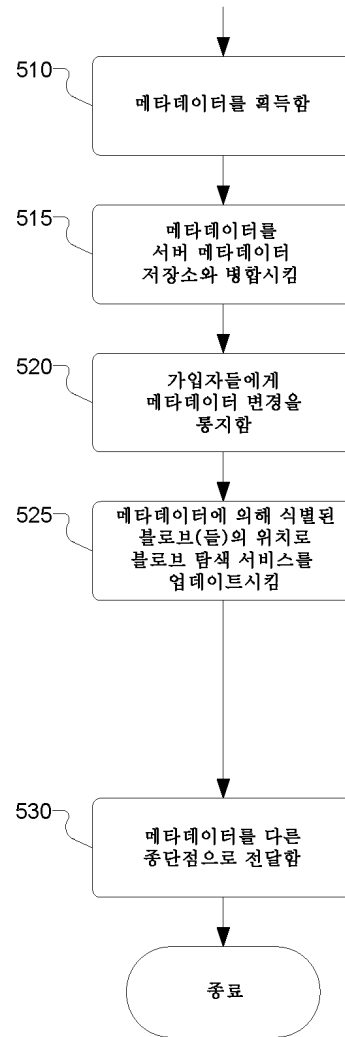 510
메타데이터를 획득함
515
메타데이터를
서버 메타데이터
저장소와 병합시킴
520
가입자들에게
메타데이터 변경을
통지함
525
메타데이터에 의해 식별된
블로브(들)의 위치로
블로브 탐색 서비스를
업데이트시킴
530
메타데이터를 다른
종단점으로 전달함
종료